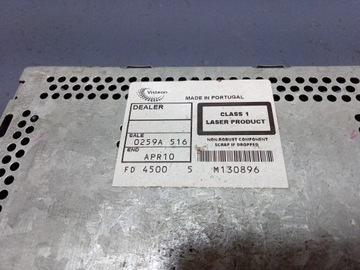 Visteon
MADE IN PORTUGAL
DEALER
CLASS 1
LASER PRODUCT
SALE
0259A 516
NON-ROBUST COMPONENT
SCRAP IF DROPPED
END
APR10
FD 4500 5 M130896